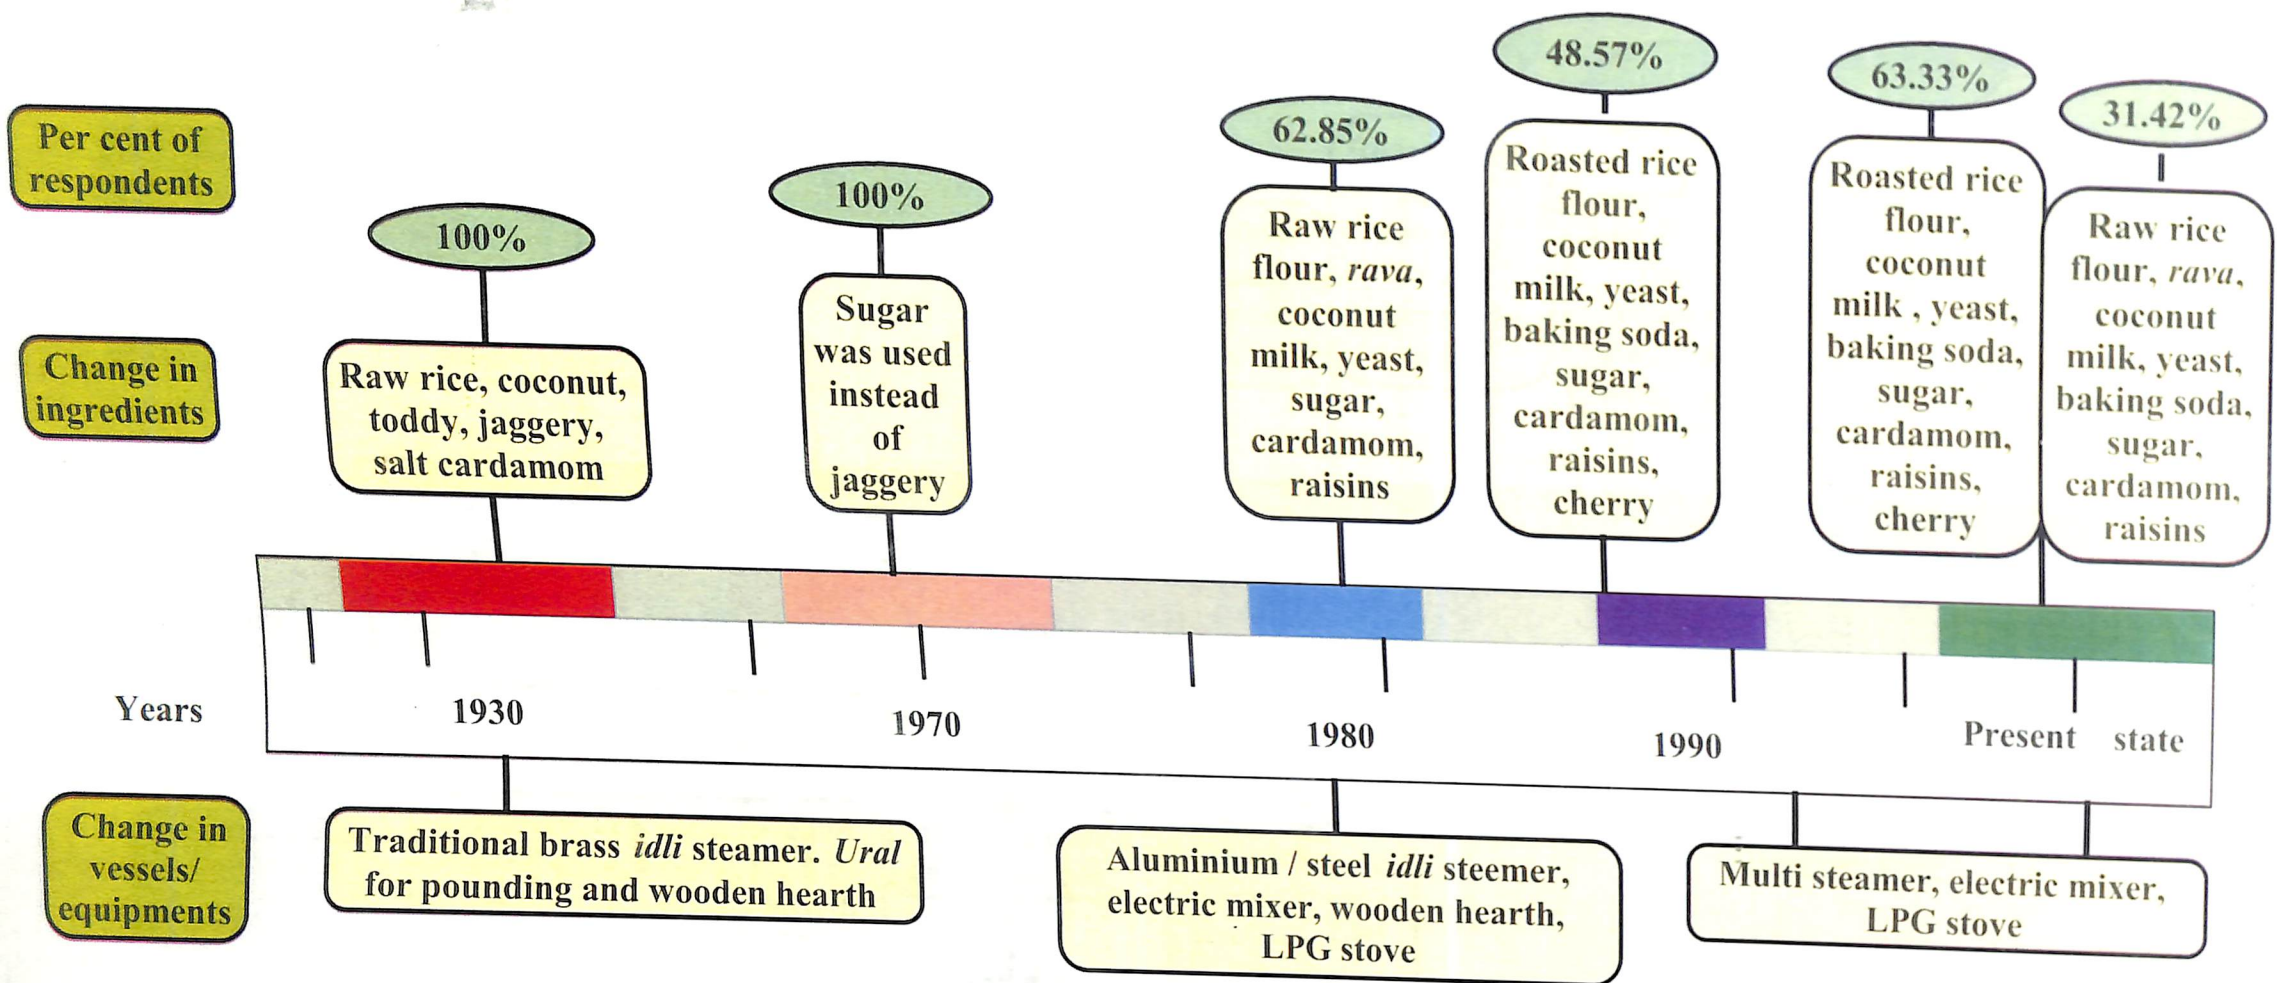 Per cent of
respondents
100%
100%
62.85%
48.57%
63.33%
31.42%
Change in
ingredients
Raw rice, coconut,
toddy, jaggery,
salt cardamom
Sugar
was used
instead
of
jaggery
Raw rice
flour, rava,
coconut
milk, yeast,
sugar,
cardamom,
raisins
Roasted rice
flour,
coconut
milk, yeast,
baking soda,
sugar,
cardamom,
raisins,
cherry
Roasted rice
flour,
coconut
milk , yeast,
baking soda,
sugar,
cardamom,
raisins,
cherry
Raw rice
flour, rava,
coconut
milk, yeast,
baking soda,
sugar,
cardamom,
raisins
Years
1930
1970
1980
1990
Present state
Change in
vessels/
equipments
Traditional brass idli steamer. Ural
for pounding and wooden hearth
Aluminium / steel idli steemer,
electric mixer, wooden hearth,
LPG stove
Multi steamer, electric mixer,
LPG stove